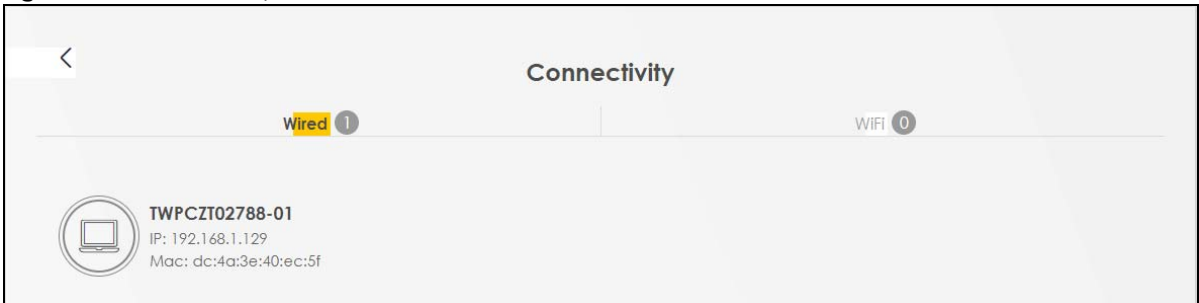 Connectivity
Wired 1
WiFi 0
TWPCZT02788-01
IP: 192.168.1.129
Mac: dc:4a:3e:40:ec:5f